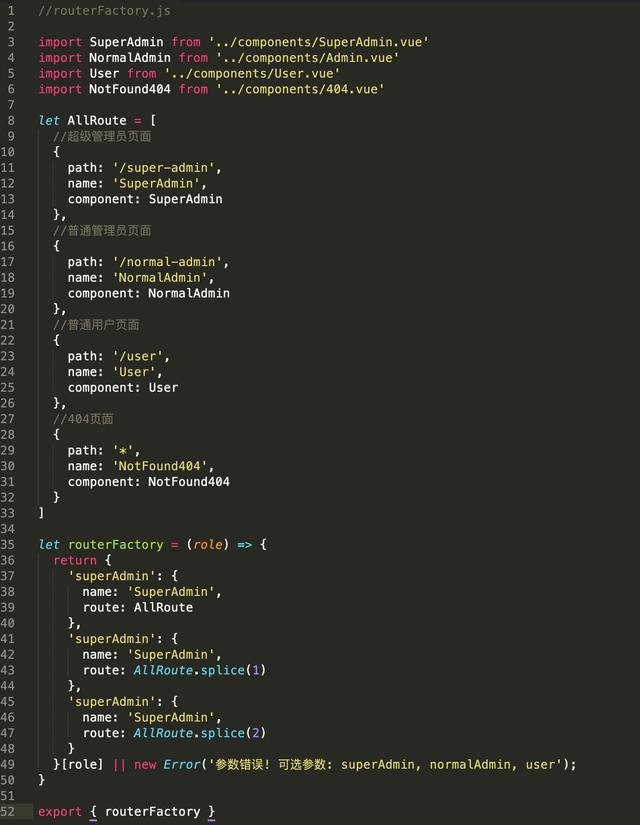 1 //routerFactory.js
2
3 import SuperAdmin from '../components/SuperAdmin.vue'
4 import NormalAdmin from '../components/Admin.vue'
5 import User from '../components/User.vue'
6 import NotFound404 from '../components/404.vue'
7
8 let AllRoute = [
9   //超级管理员页面
10   {
11     path: '/super-admin',
12     name: 'SuperAdmin',
13     component: SuperAdmin
14   },
15   //普通管理员页面
16   {
17     path: '/normal-admin',
18     name: 'NormalAdmin',
19     component: NormalAdmin
20   },
21   //普通用户页面
22   {
23     path: '/user',
24     name: 'User',
25     component: User
26   },
27   //404页面
28   {
29     path: '*',
30     name: 'NotFound404',
31     component: NotFound404
32   }
33 ]
34
35 let routerFactory = (role) => {
36   return {
37     'superAdmin': {
38       name: 'SuperAdmin',
39       route: AllRoute
40     },
41     'superAdmin': {
42       name: 'SuperAdmin',
43       route: AllRoute.splice(1)
44     },
45     'superAdmin': {
46       name: 'SuperAdmin',
47       route: AllRoute.splice(2)
48     }
49   }[role] || new Error('参数错误! 可选参数: superAdmin, normalAdmin, user');
50 }
51
52 export { routerFactory }